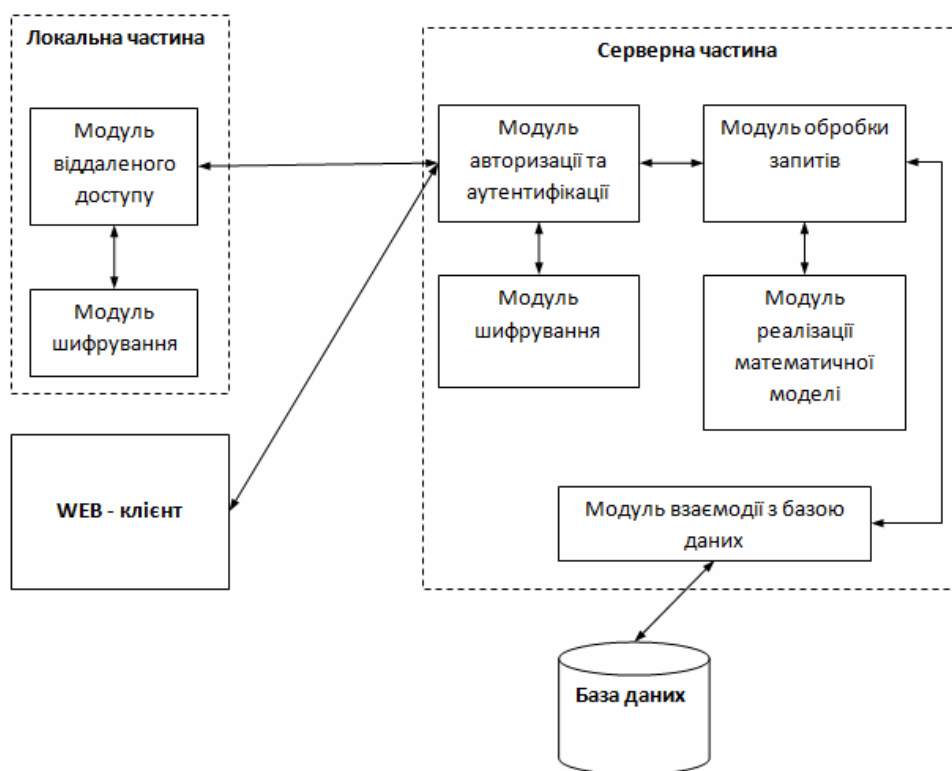 Локальна частина
Модуль
віддаленого
доступу
Модуль
шифрування
WEB - клієнт
Серверна частина
Модуль
авторизації та
аутентифікації
Модуль обробки
запитів
Модуль
шифрування
Модуль
реалізації
математичної
моделі
Модуль взаємодії з базою
даних
База даних